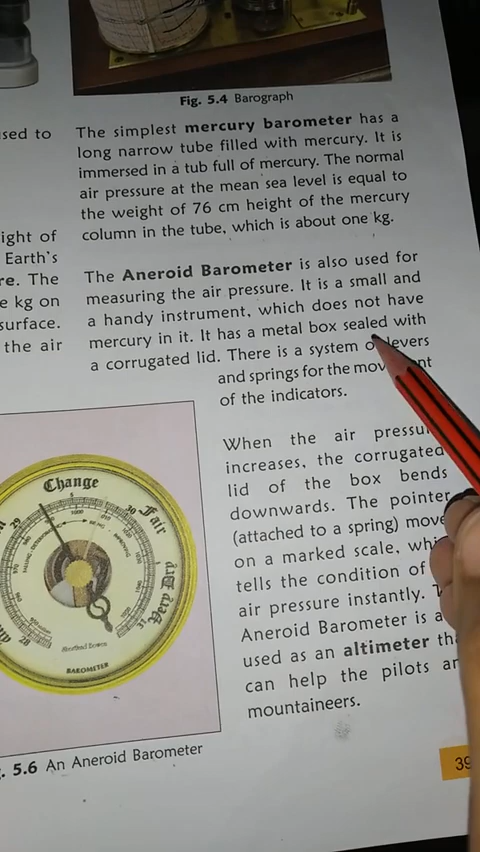 Fig. 5.4 Barograph
sed to
ight of
Earth's
re. The
e kg on
surface.
the air
The simplest mercury barometer has a
long narrow tube filled with mercury. It is
immersed in a tub full of mercury. The normal
air pressure at the mean sea level is equal to
the weight of 76 cm height of the mercury
column in the tube, which is about one kg.
The Aneroid Barometer is also used for
measuring the air pressure. It is a small and
a handy instrument, which does not have
mercury in it. It has a metal box sealed with
a corrugated lid. There is a system o levers
and springs for the mov nt
of the indicators.
When the air pressu
increases, the corrugated
lid of the box bends
downwards. The pointer
(attached to a spring) move
on a marked scale, whi
tells the condition of
air pressure instantly. T
Aneroid Barometer is a
used as an altimeter th
can help the pilots an
mountaineers.
Change
Fair
Very Dry
29
30
31
28
BAROMETER
. 5.6 An Aneroid Barometer
39